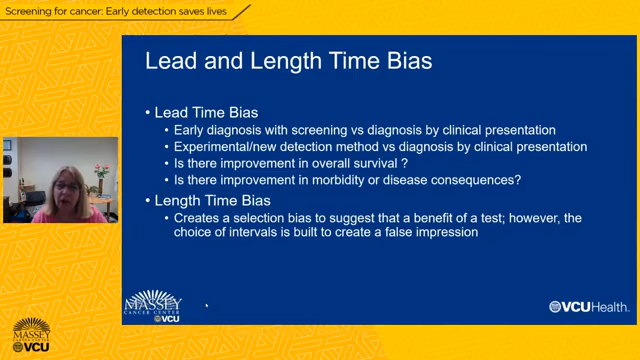 Screening for cancer: Early detection saves lives
Lead and Length Time Bias
• Lead Time Bias
• Early diagnosis with screening vs diagnosis by clinical presentation
• Experimental/new detection method vs diagnosis by clinical presentation
• Is there improvement in overall survival ?
• Is there improvement in morbidity or disease consequences?
• Length Time Bias
• Creates a selection bias to suggest that a benefit of a test; however, the
choice of intervals is built to create a false impression
MASSEY
CANCER CENTER
VCU
VCUHealth
MASSEY
CANCER CENTER
VCU